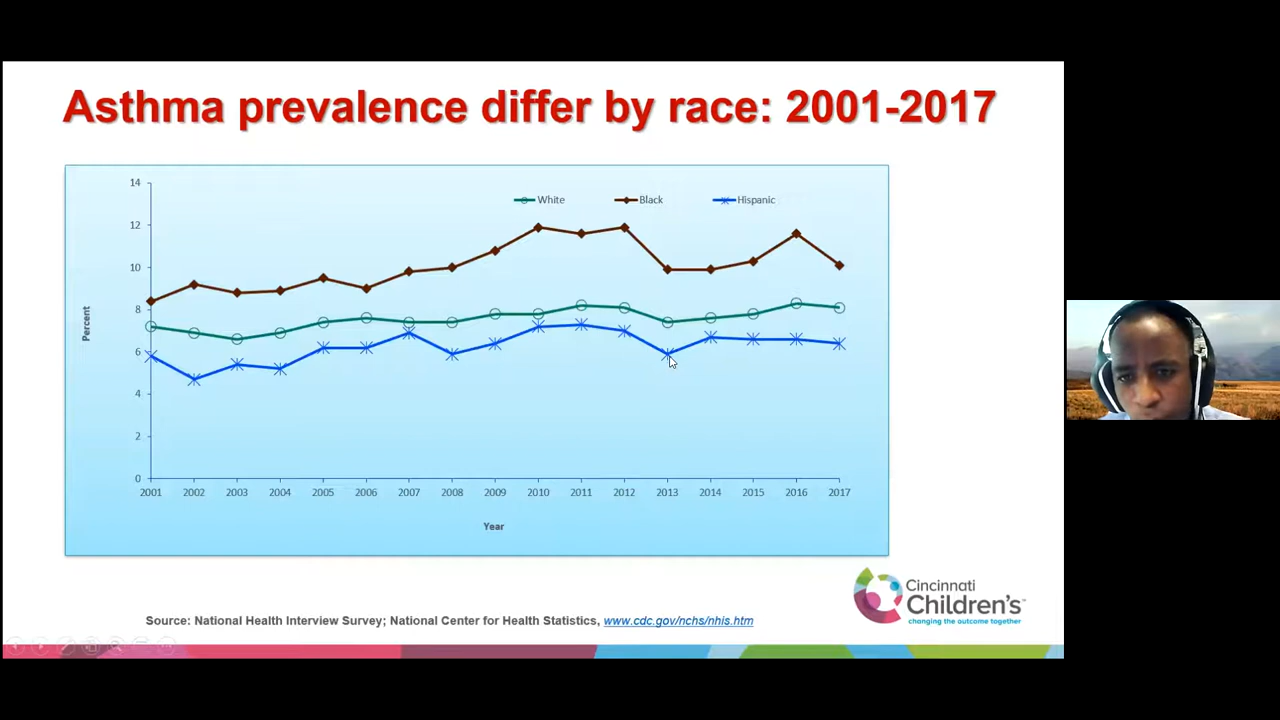 Asthma prevalence differ by race: 2001-2017
14
12
10
8
6
4
2
0
Percent
White
Black
Hispanic
2001 2002 2003 2004 2005 2006 2007 2008 2009 2010 2011 2012 2013 2014 2015 2016 2017
Year
Cincinnati
Children's™
changing the outcome together
Source: National Health Interview Survey; National Center for Health Statistics, www.cdc.gov/nchs/nhis.htm